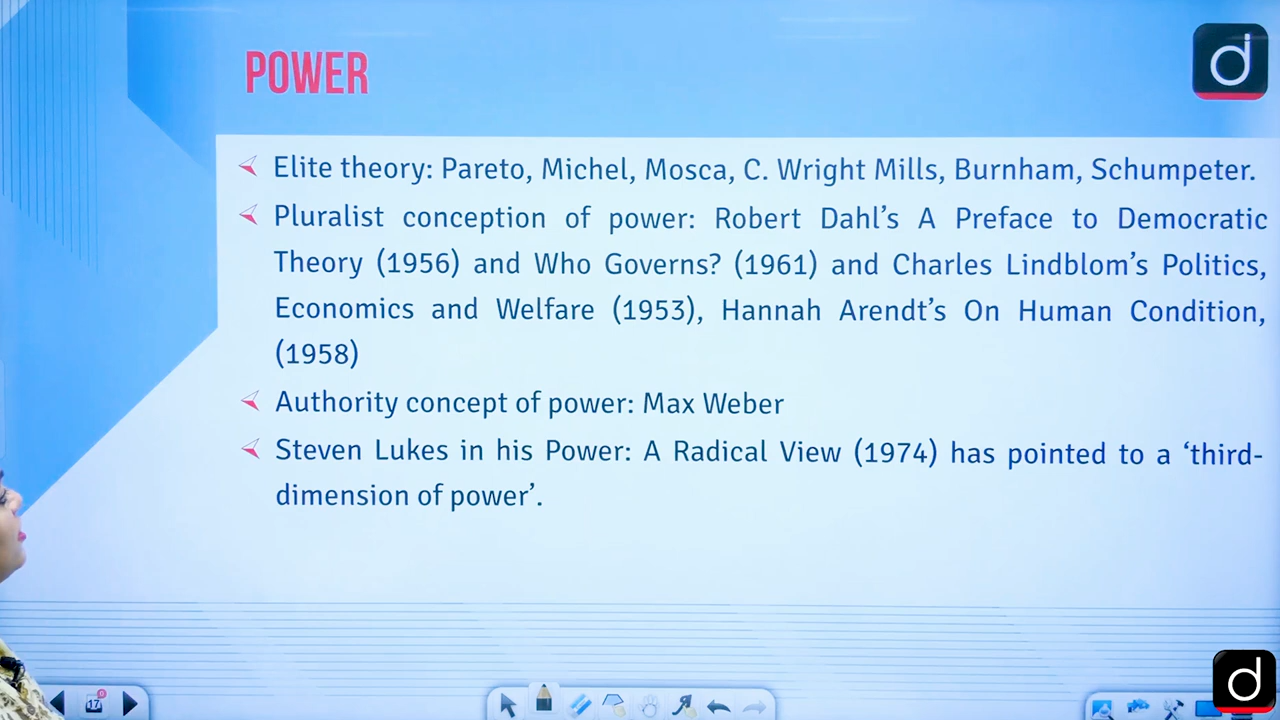 POWER
d
Elite theory: Pareto, Michel, Mosca, C. Wright Mills, Burnham, Schumpeter.
Pluralist conception of power: Robert Dahl's A Preface to Democratic
Theory (1956) and Who Governs? (1961) and Charles Lindblom's Politics,
Economics and Welfare (1953), Hannah Arendt's On Human Condition,
(1958)
Authority concept of power: Max Weber
Steven Lukes in his Power: A Radical View (1974) has pointed to a ‘third-
dimension of power’.
17
d